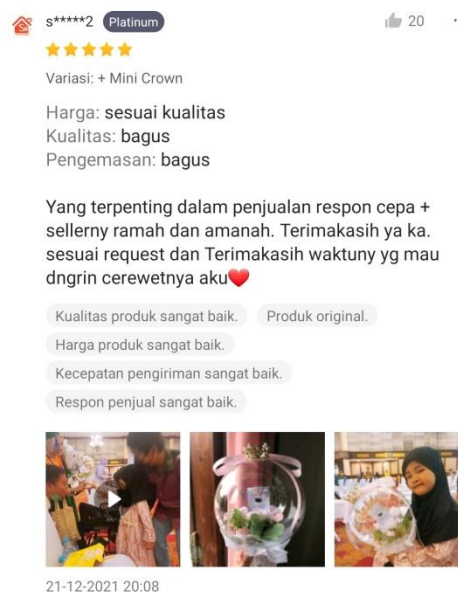 s*****2 Platinum 20
Variasi: + Mini Crown
Harga: sesuai kualitas
Kualitas: bagus
Pengemasan: bagus
Yang terpenting dalam penjualan respon cepa +
sellerny ramah dan amanah. Terimakasih ya ka.
sesuai request dan Terimakasih waktuny yg mau
dngrin cerewetnya aku❤️
Kualitas produk sangat baik. Produk original.
Harga produk sangat baik.
Kecepatan pengiriman sangat baik.
Respon penjual sangat baik.
21-12-2021 20:08